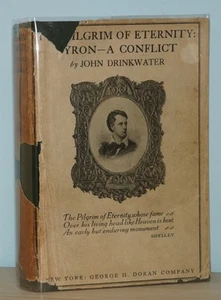 PILGRIM OF ETERNITY:
YRON—A CONFLICT
by JOHN DRINKWATER
The Pilgrim of Eternity, whose fame
Over his living head like Heaven is bent
An early but enduring monument
SHELLEY
NEW YORK: GEORGE H. DORAN COMPANY